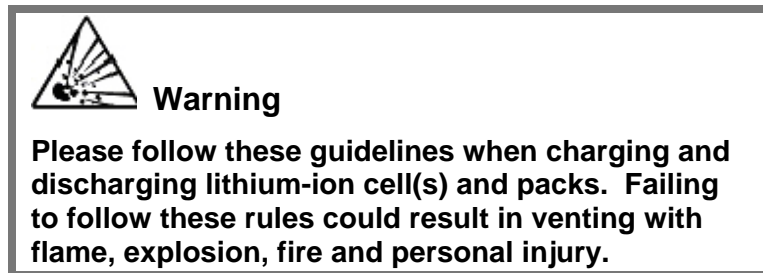 Warning
Please follow these guidelines when charging and
discharging lithium-ion cell(s) and packs.  Failing
to follow these rules could result in venting with
flame, explosion, fire and personal injury.